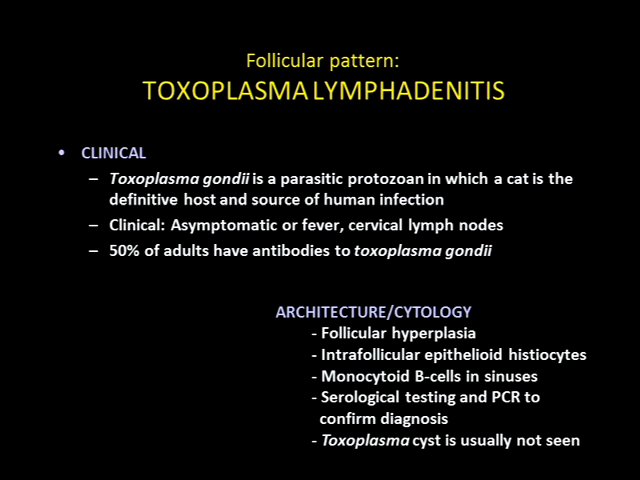 Follicular pattern:
TOXOPLASMA LYMPHADENITIS
• CLINICAL
– Toxoplasma gondii is a parasitic protozoan in which a cat is the
definitive host and source of human infection
– Clinical: Asymptomatic or fever, cervical lymph nodes
– 50% of adults have antibodies to toxoplasma gondii
ARCHITECTURE/CYTOLOGY
- Follicular hyperplasia
- Intrafollicular epithelioid histiocytes
- Monocytoid B-cells in sinuses
- Serological testing and PCR to
confirm diagnosis
- Toxoplasma cyst is usually not seen